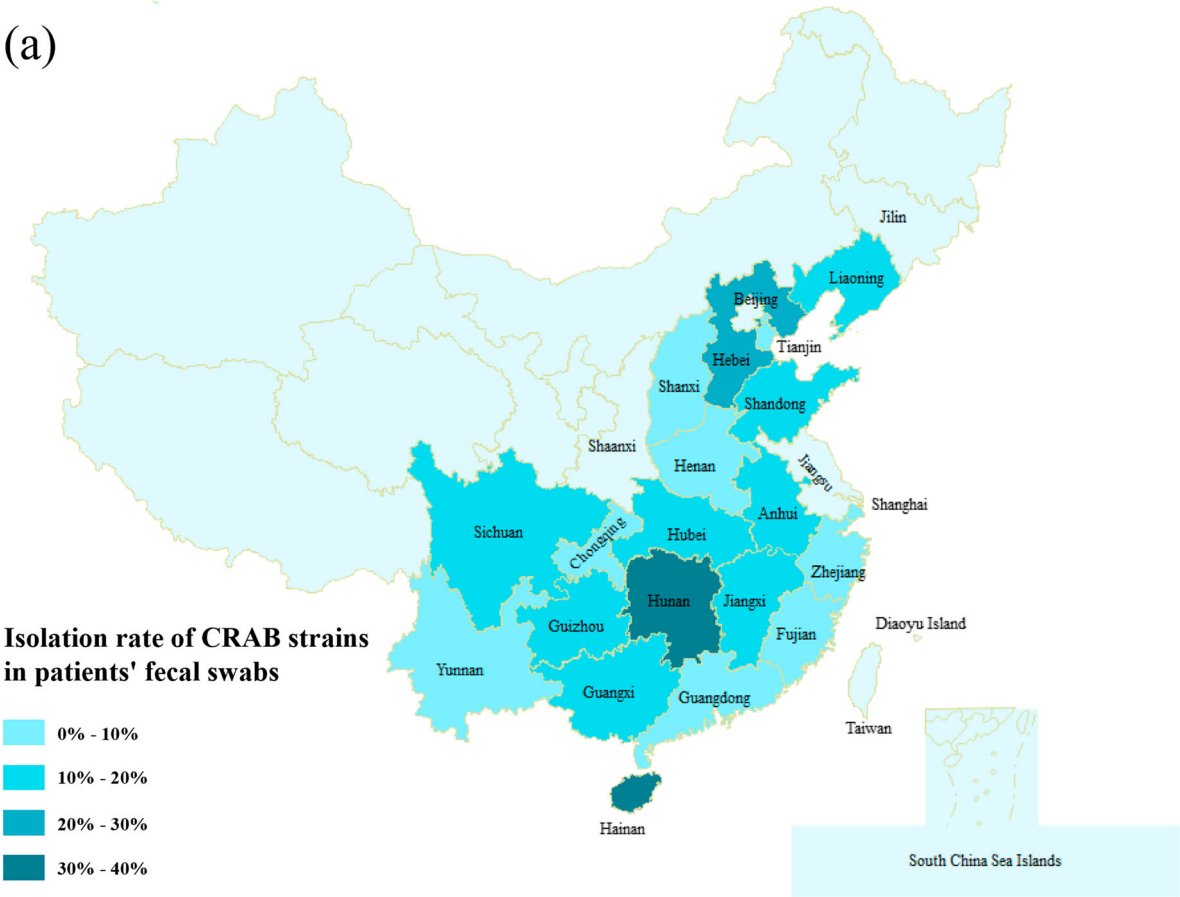 (a)
Jilin
Liaoning
Beijing
Tianjin
Hebei
Shanxi
Shandong
Shaanxi
Henan
Jiangsu
Shanghai
Anhui
Sichuan
Hubei
Chongqing
Zhejiang
Hunan
Jiangxi
Guizhou
Fujian
Diaoyu Island
Isolation rate of CRAB strains
in patients' fecal swabs
Yunnan
Guangxi
Guangdong
Taiwan
0% - 10%
10% - 20%
20% - 30%
Hainan
South China Sea Islands
30% - 40%